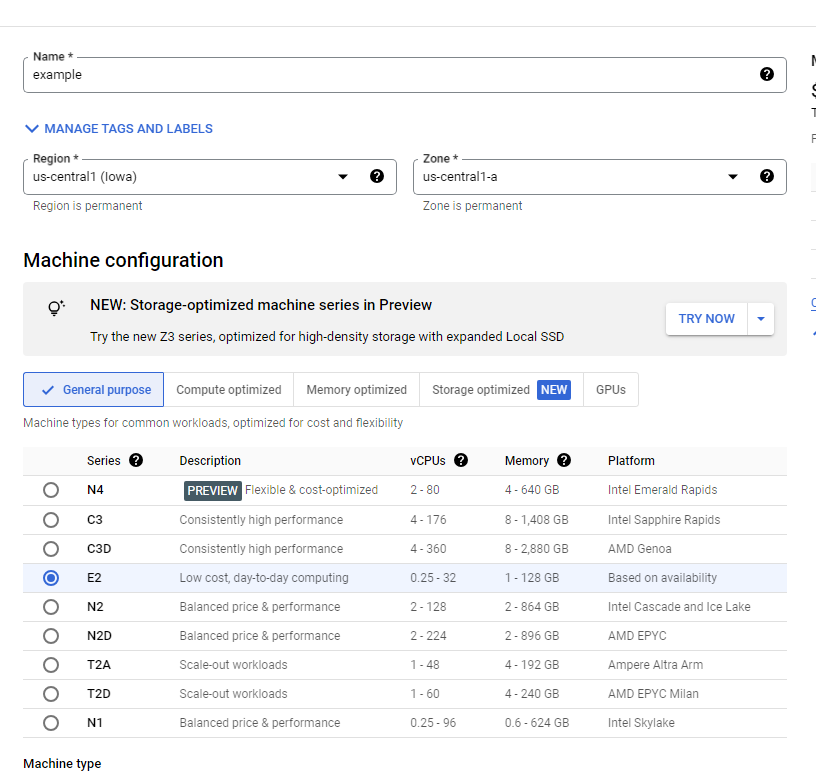 Name *
example
MANAGE TAGS AND LABELS
Region *
us-central1 (Iowa)
Region is permanent
Zone *
us-central1-a
Zone is permanent
Machine configuration
NEW: Storage-optimized machine series in Preview
Try the new Z3 series, optimized for high-density storage with expanded Local SSD
TRY NOW
General purpose Compute optimized Memory optimized Storage optimized NEW GPUs
Machine types for common workloads, optimized for cost and flexibility
Series Description vCPUs Memory Platform
N4 PREVIEW Flexible & cost-optimized 2 - 80 4 - 640 GB Intel Emerald Rapids
C3 Consistently high performance 4 - 176 8 - 1,408 GB Intel Sapphire Rapids
C3D Consistently high performance 4 - 360 8 - 2,880 GB AMD Genoa
E2 Low cost, day-to-day computing 0.25 - 32 1 - 128 GB Based on availability
N2 Balanced price & performance 2 - 128 2 - 864 GB Intel Cascade and Ice Lake
N2D Balanced price & performance 2 - 224 2 - 896 GB AMD EPYC
T2A Scale-out workloads 1 - 48 4 - 192 GB Ampere Altra Arm
T2D Scale-out workloads 1 - 60 4 - 240 GB AMD EPYC Milan
N1 Balanced price & performance 0.25 - 96 0.6 - 624 GB Intel Skylake
Machine type